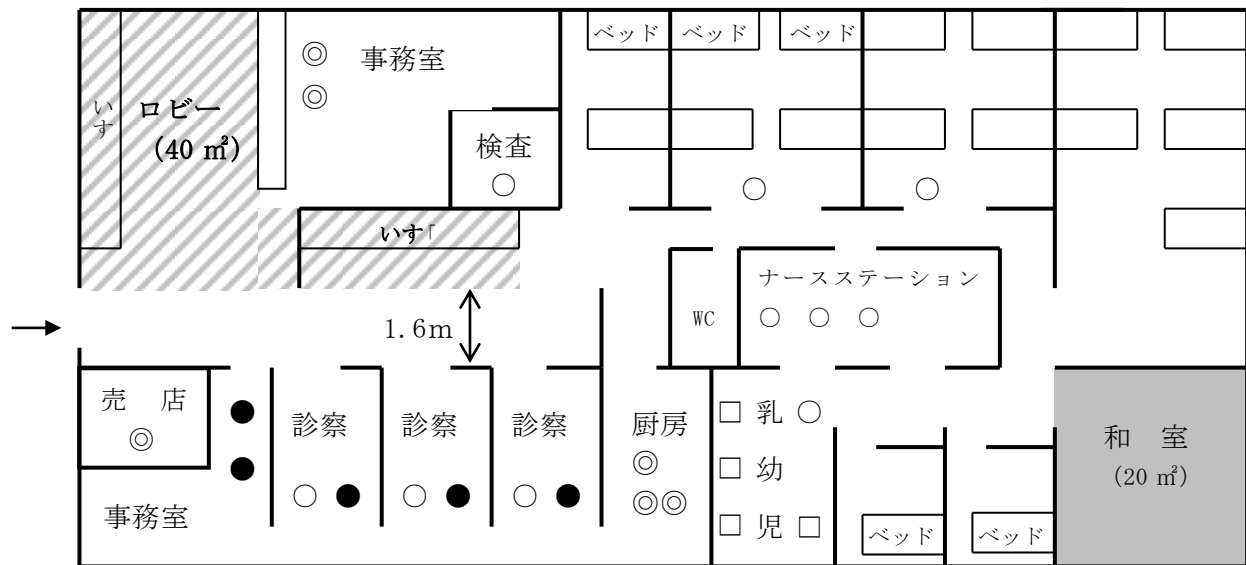 ベッド
ベッド
ベッド
事務室
いす
ロビー
(40 ㎡)
検査
いす「
ナースステーション
WC
1.6m
売 店
診察
診察
診察
厨房
乳
幼
児
和 室
(20 ㎡)
事務室
ベッド
ベッド